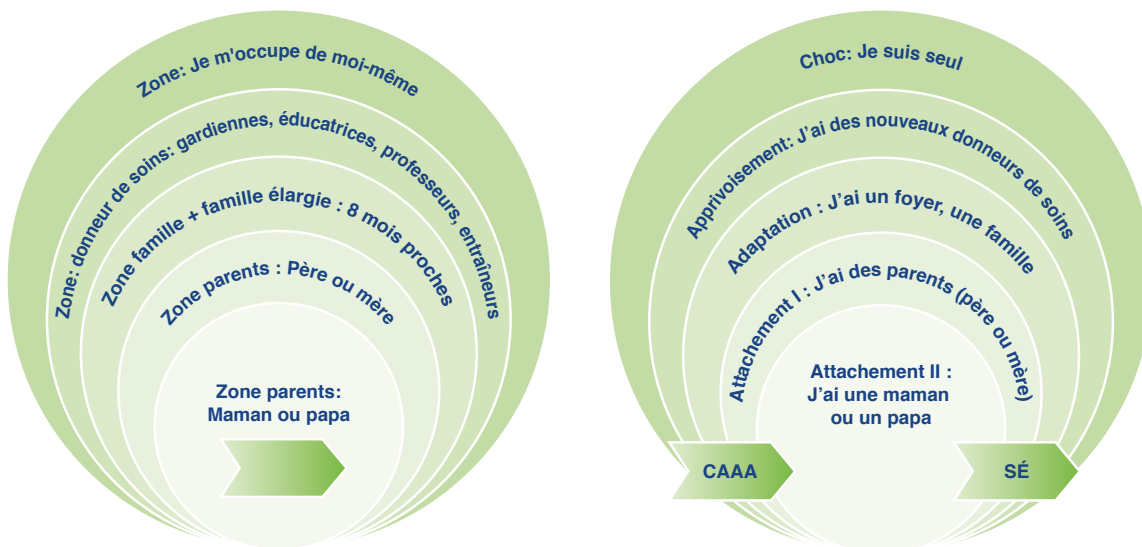 Zone: Je m'occupe de moi-même
Zone: donneur de soins: gardiennes, éducatrices, professeurs, entraîneurs
Zone famille + famille élargie : 8 mois proches
Zone parents : Père ou mère
Zone parents:
Maman ou papa
Choc: Je suis seul
Apprivoisement: J'ai des nouveaux donneurs de soins
Adaptation : J'ai un foyer, une famille
Attachement I : J'ai des parents (père ou mère)
Attachement II :
J'ai une maman
ou un papa
CAAA
SÉ